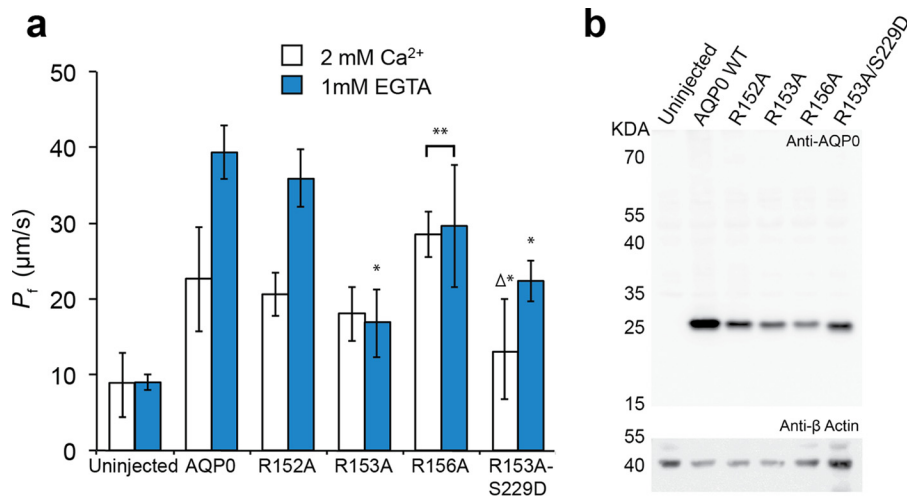 a
2 mM Ca²⁺
1mM EGTA
50
40
30
20
10
0
P_f (μm/s)
**
*
Δ*
*
Uninjected
AQP0
R152A
R153A
R156A
R153A-
S229D
b
Uninjected
AQP0 WT
R152A
R153A
R156A
R153A/S229D
KDA
Anti-AQP0
70
55
40
35
25
15
Anti-β Actin
55
40